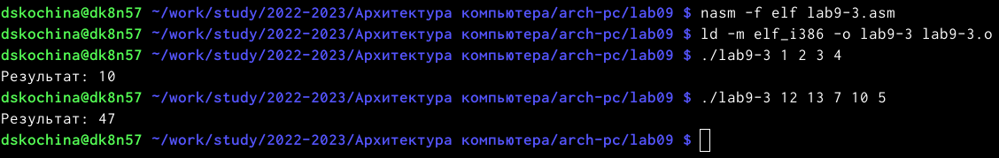 dskochina@dk8n57 ~/work/study/2022-2023/Архитектура компьютера/arch-pc/lab09 $ nasm -f elf lab9-3.asm
dskochina@dk8n57 ~/work/study/2022-2023/Архитектура компьютера/arch-pc/lab09 $ ld -m elf_i386 -o lab9-3 lab9-3.o
dskochina@dk8n57 ~/work/study/2022-2023/Архитектура компьютера/arch-pc/lab09 $ ./lab9-3 1 2 3 4
Результат: 10
dskochina@dk8n57 ~/work/study/2022-2023/Архитектура компьютера/arch-pc/lab09 $ ./lab9-3 12 13 7 10 5
Результат: 47
dskochina@dk8n57 ~/work/study/2022-2023/Архитектура компьютера/arch-pc/lab09 $